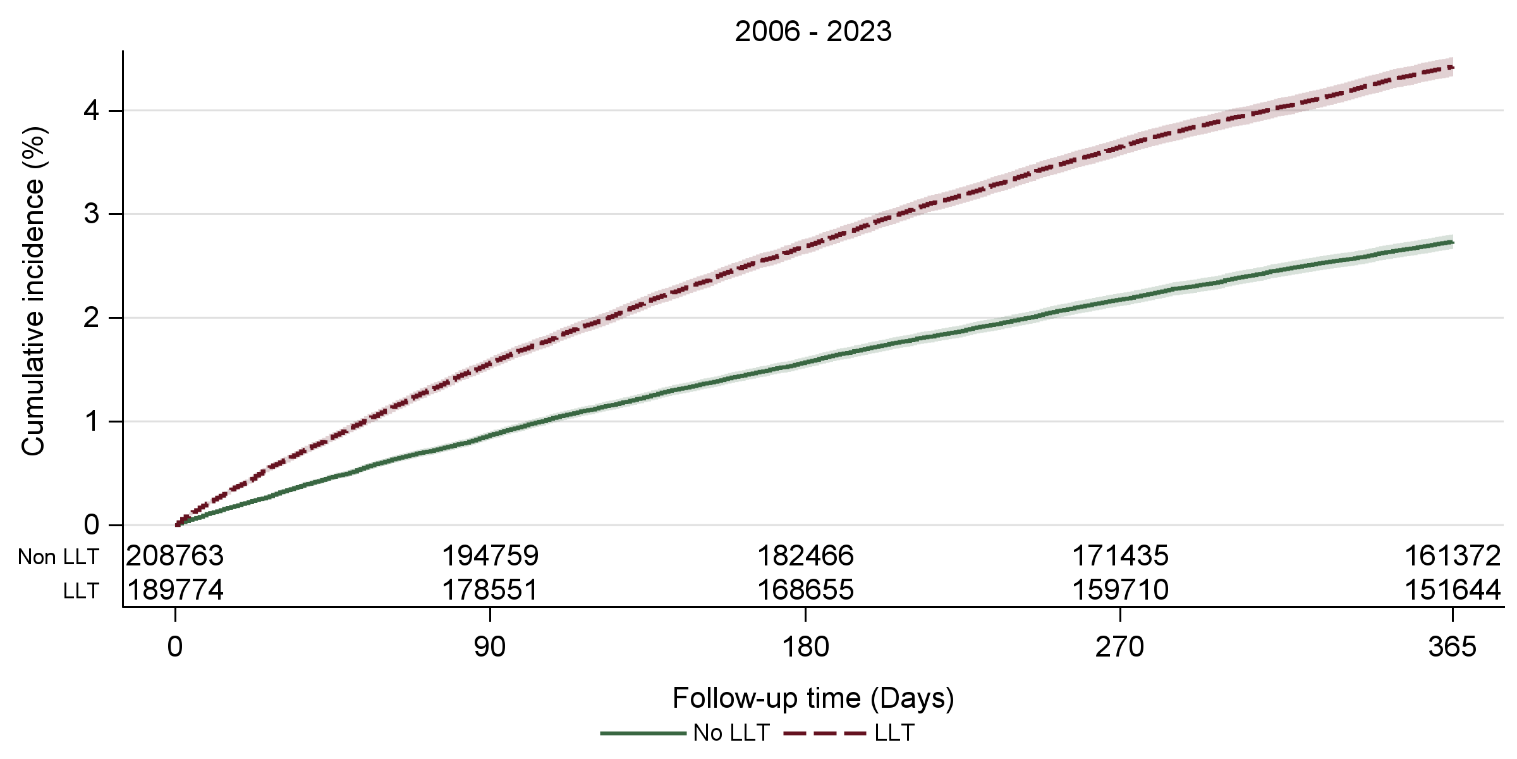 2006 - 2023
Cumulative incidence (%)
4
3
2
1
0
Non LLT 208763 194759 182466 171435 161372
LLT 189774 178551 168655 159710 151644
0 90 180 270 365
Follow-up time (Days)
No LLT LLT